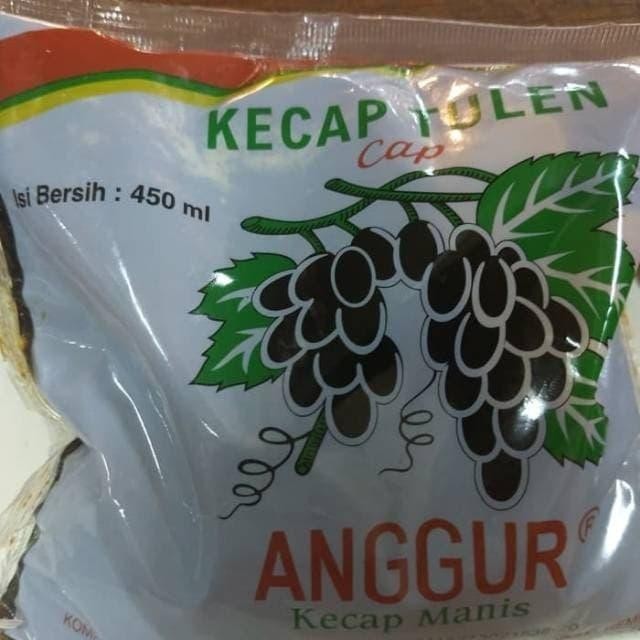 KECAP TULEN
Cap
Isi Bersih : 450 ml
ANGGUR
®
Kecap Manis